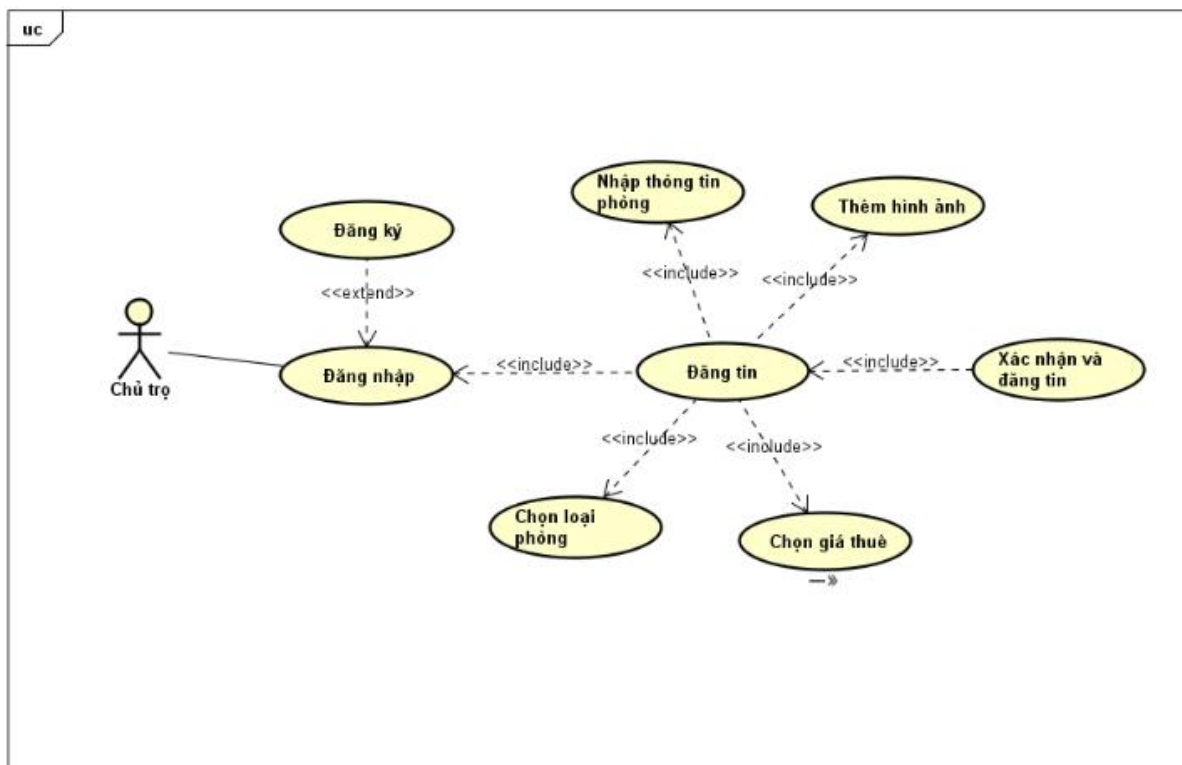 uc
Nhập thông tin
phòng
Thêm hình ảnh
Đăng ký
<<include>>
<<include>>
<<extend>>
Chủ trọ
Đăng nhập
<<include>>
Đăng tin
<<include>>
Xác nhận và
đăng tin
<<include>>
<<include>>
Chọn loại
phòng
Chọn giá thuê